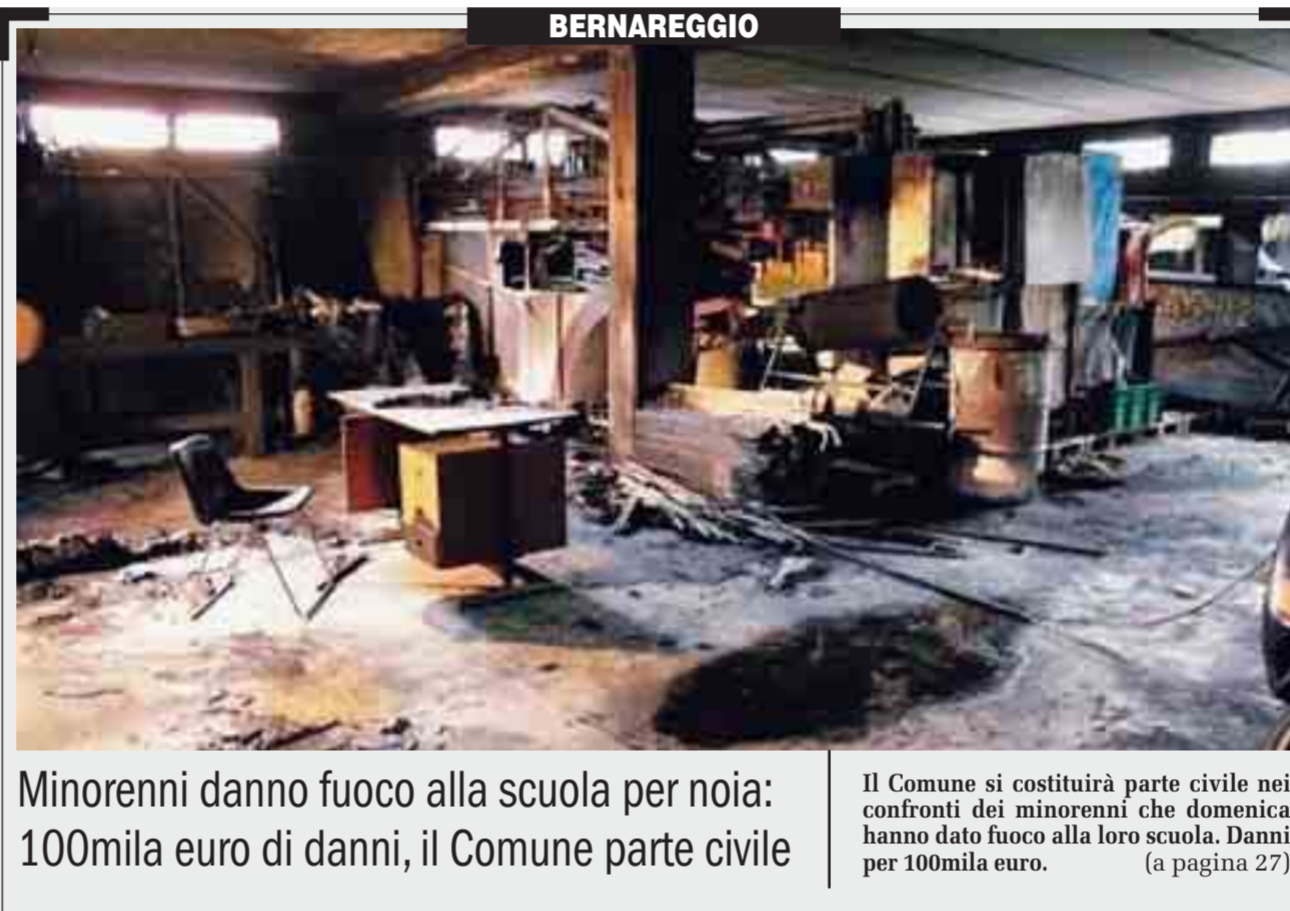 BERNAREGGIO
Minorenni danno fuoco alla scuola per noia:
100mila euro di danni, il Comune parte civile
Il Comune si costituirà parte civile nei
confronti dei minorenni che domenica
hanno dato fuoco alla loro scuola. Danni
per 100mila euro. (a pagina 27)